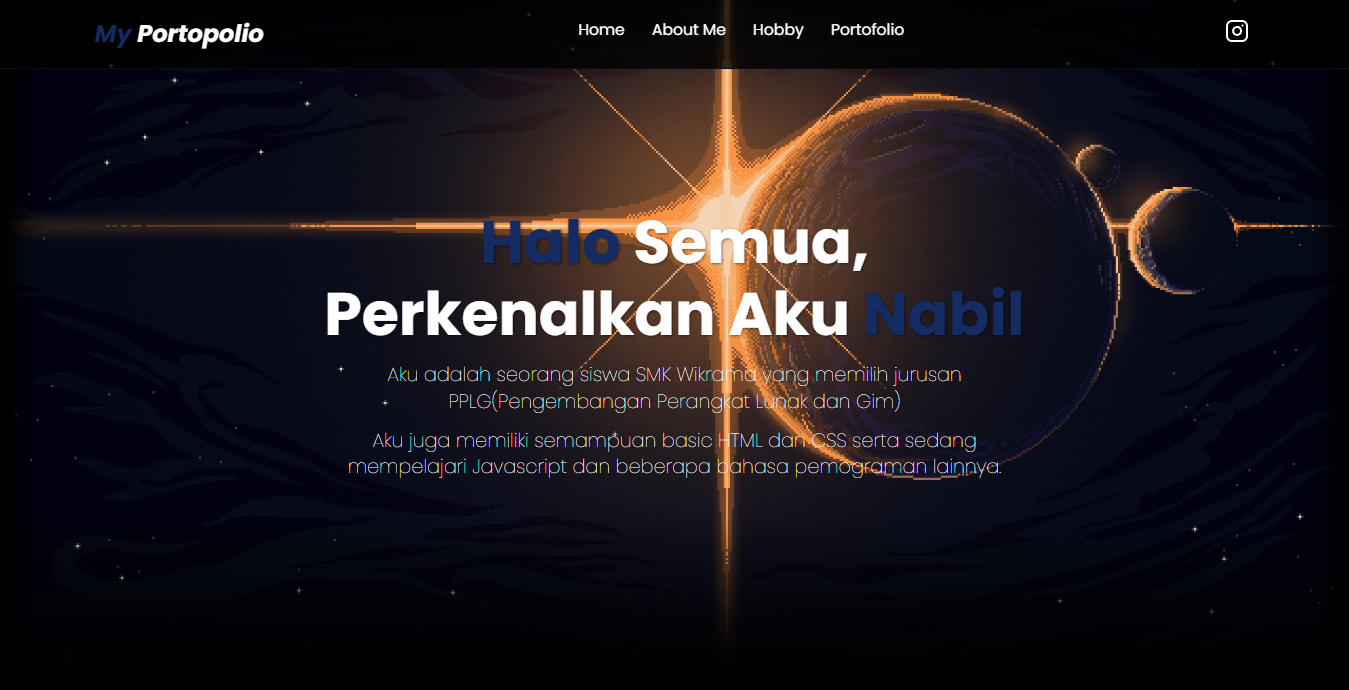 My Portopolio
Home About Me Hobby Portofolio
Halo Semua,
Perkenalkan Aku Nabil
Aku adalah seorang siswa SMK Wikrama yang memilih jurusan
PPLG(Pengembangan Perangkat Lunak dan Gim)
Aku juga memiliki semampuan basic HTML dan CSS serta sedang
mempelajari Javascript dan beberapa bahasa pemograman lainnya.